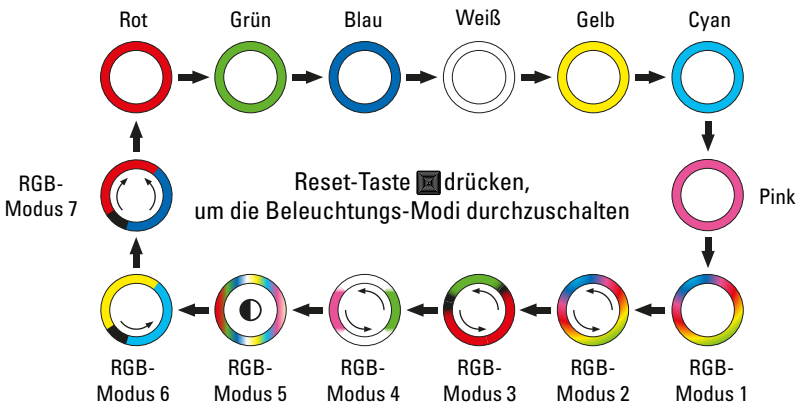 Rot
Grün
Blau
Weiß
Gelb
Cyan
RGB-
Modus 7
Reset-Taste drücken,
um die Beleuchtungs-Modi durchzuschalten
Pink
RGB-
Modus 6
RGB-
Modus 5
RGB-
Modus 4
RGB-
Modus 3
RGB-
Modus 2
RGB-
Modus 1